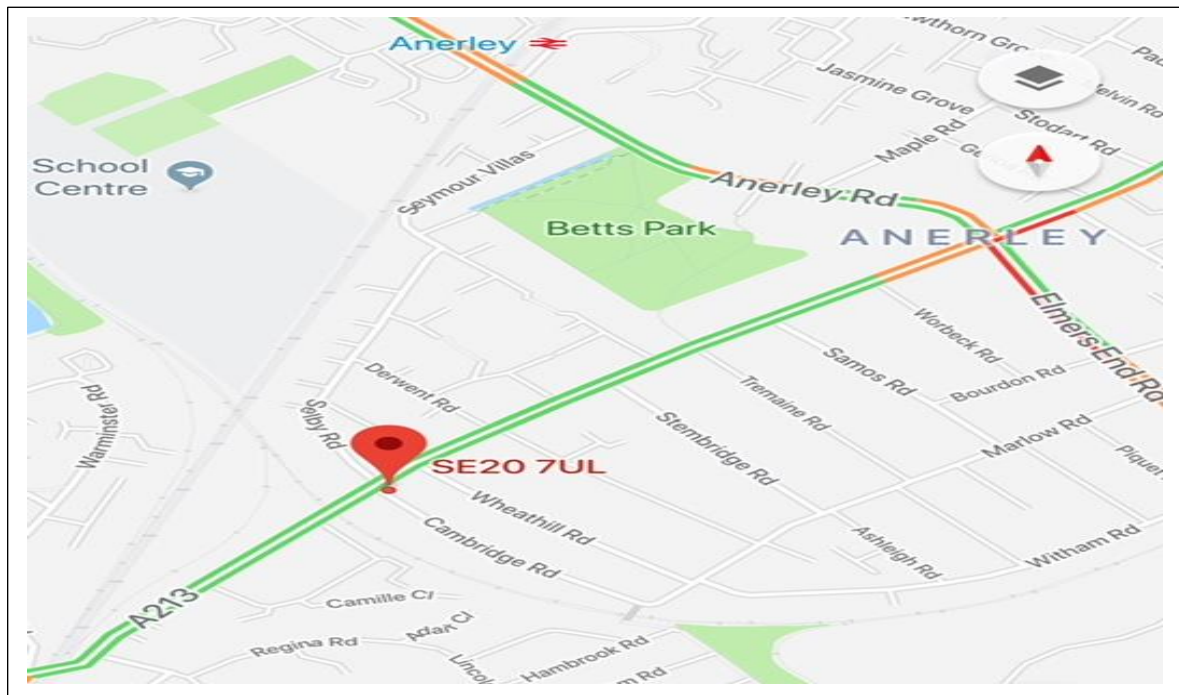 Anerley
Jasmine Grove
Stodart Rd
Maple Rd
School
Centre
Seymour Villas
Anerley Rd
Betts Park
ANERLEY
Elmers End Rd
Worbeck Rd
Samos Rd
Bourdon Rd
Derwent Rd
Tremaine Rd
Stembridge Rd
Marlow Rd
Selby Rd
Warminster Rd
SE20 7UL
Wheathill Rd
Cambridge Rd
Ashleigh Rd
Witham Rd
A213
Camille Cl
Regina Rd
Hambrook Rd